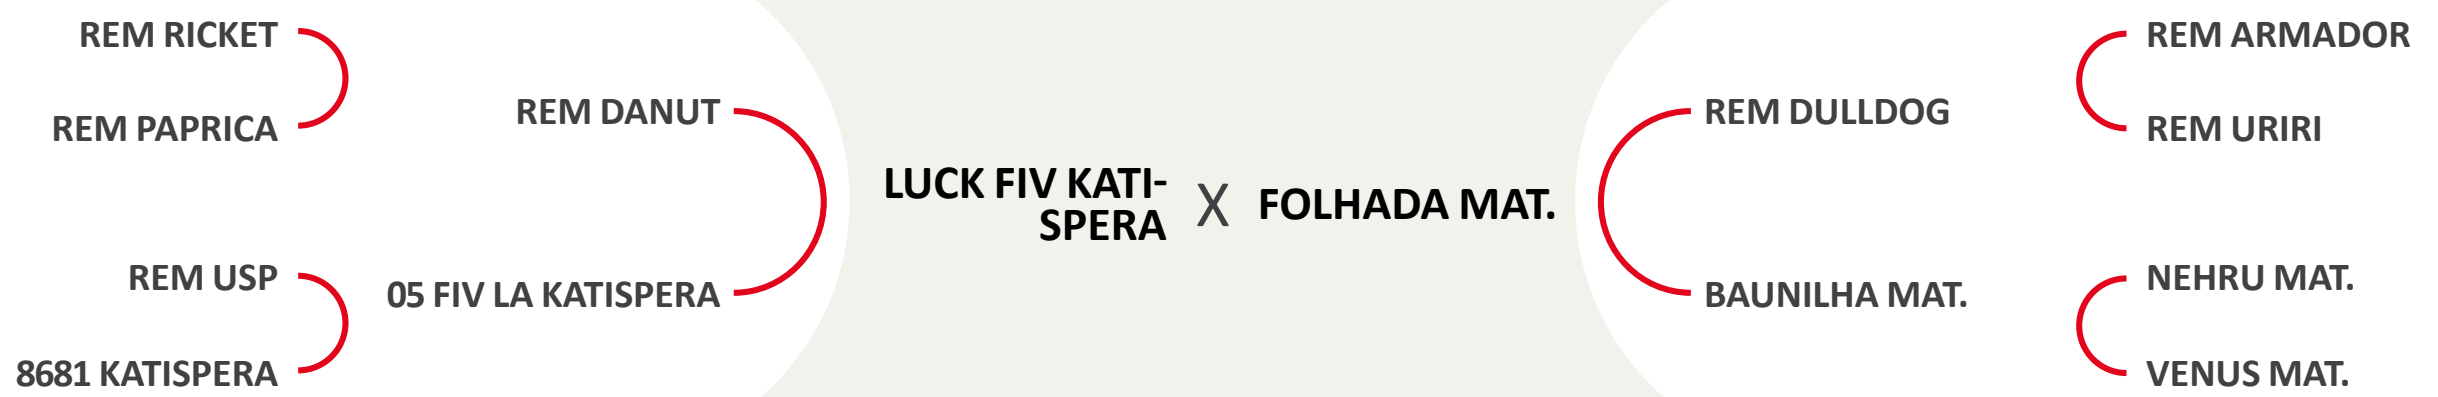 REM RICKET
REM PAPRICA
REM USP
8681 KATISPERA
REM DANUT
05 FIV LA KATISPERA
LUCK FIV KATI-
SPERA
X
FOLHADA MAT.
REM DULLDOG
BAUNILHA MAT.
REM ARMADOR
REM URIRI
NEHRU MAT.
VENUS MAT.